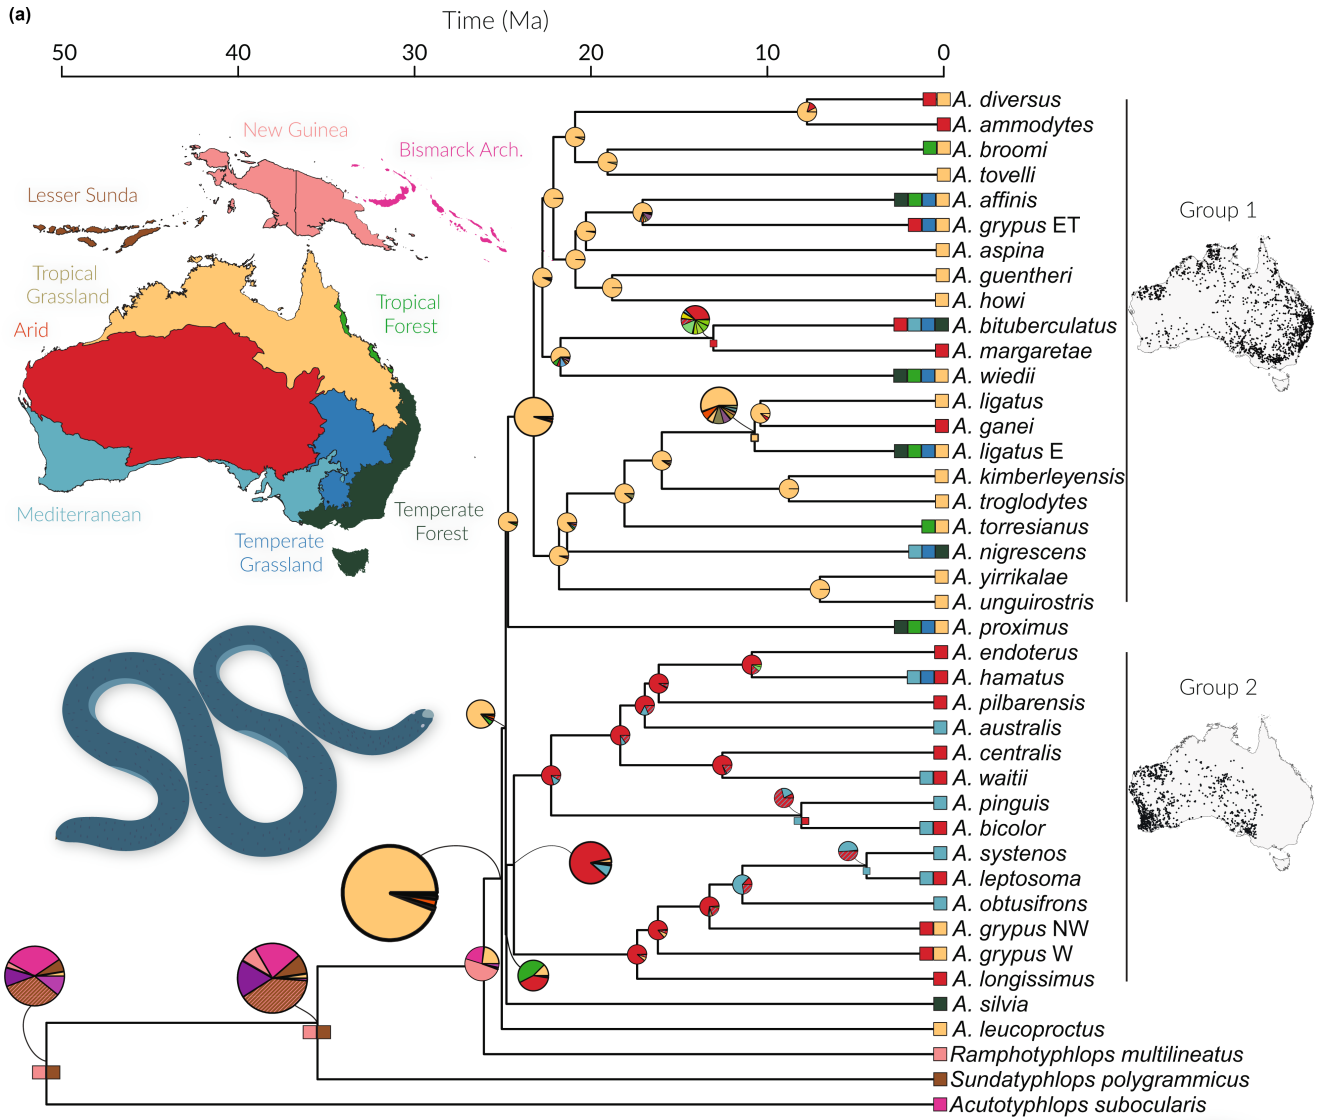 (a)
Time (Ma)
50 40 30 20 10 0
New Guinea
Bismarck Arch.
Lesser Sunda
Tropical
Grassland
Tropical
Forest
Arid
Mediterranean
Temperate
Forest
Temperate
Grassland
A. diversus
A. ammodytes
A. broomi
A. tovelli
A. affinis
A. grypus ET
A. aspina
A. guentheri
A. howi
A. bituberculatus
A. margaretae
A. wiedii
A. ligatus
A. ganei
A. ligatus E
A. kimberleyensis
A. troglodytes
A. torresianus
A. nigrescens
A. yirrikalae
A. unguirostris
A. proximus
A. endoterus
A. hamatus
A. pilbarensis
A. australis
A. centralis
A. waitii
A. pinguis
A. bicolor
A. systenos
A. leptosoma
A. obtusifrons
A. grypus NW
A. grypus W
A. longissimus
A. silvia
A. leucoproctus
Ramphotyphlops multilineatus
Sundatyphlops polygrammicus
Acutotyphlops subocularis
Group 1
Group 2